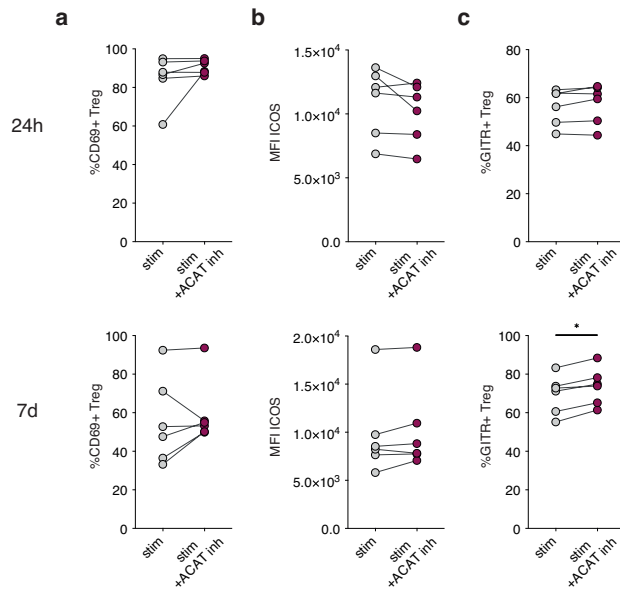 a b c
24h
%CD69+ Treg
100
80
60
40
20
0
stim
stim
+ACAT inh
MFI ICOS
1.5×10⁴
1.0×10⁴
5.0×10³
0.0
stim
stim
+ACAT inh
%GITR+ Treg
80
60
40
20
0
stim
stim
+ACAT inh
7d
%CD69+ Treg
100
80
60
40
20
0
stim
stim
+ACAT inh
MFI ICOS
2.0×10⁴
1.5×10⁴
1.0×10⁴
5.0×10³
0.0
stim
stim
+ACAT inh
%GITR+ Treg
100
80
60
40
20
0
*
stim
stim
+ACAT inh